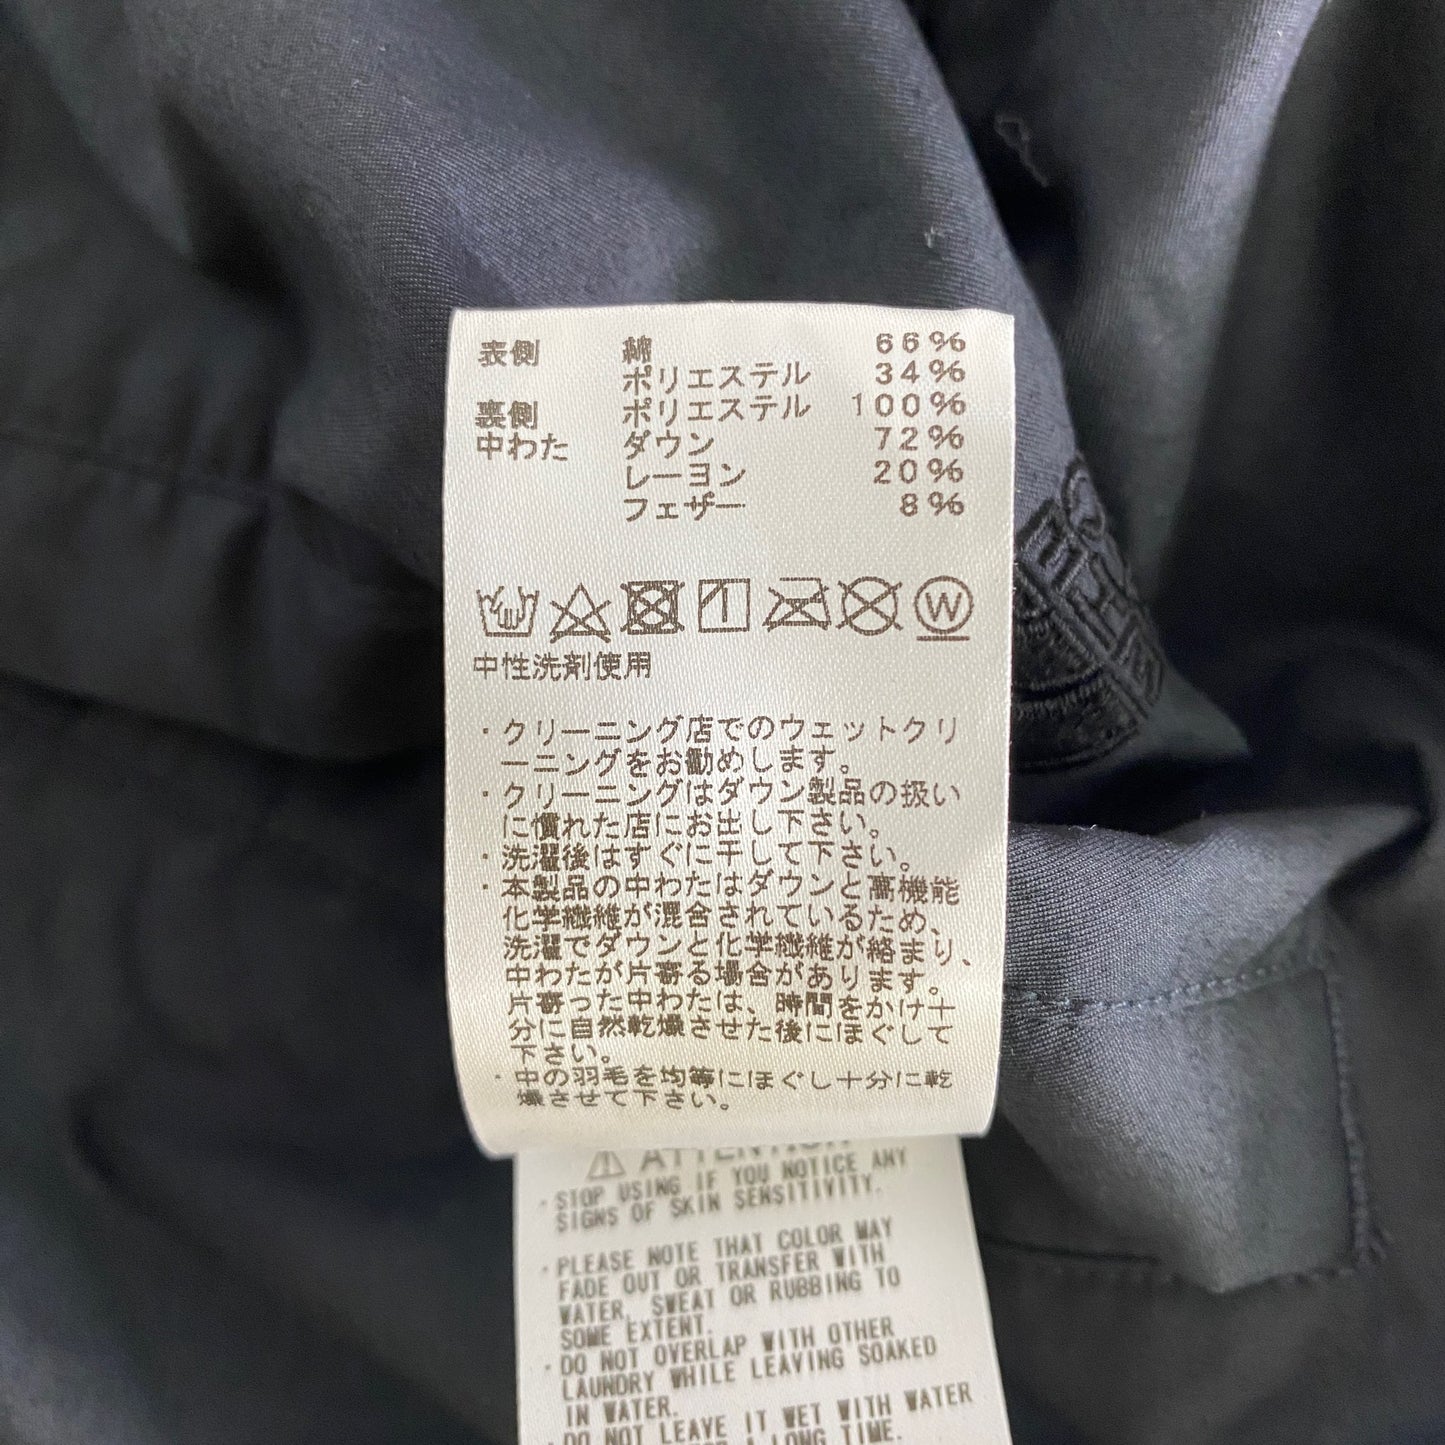 表側 綿 66%
ポリエステル 34%
裏側 ポリエステル 100%
中わた ダウン 72%
レーヨン 20%
フェザー 8%
W
中性洗剤使用
・クリーニング店でのウェットクリ
ーニングをお勧めします。
・クリーニングはダウン製品の扱い
に慣れた店にお出し下さい。
・洗濯後はすぐに干して下さい。
・本製品の中わたはダウンと高機能
化学繊維が混合されているため、
洗濯でダウンと化学繊維が絡まり、
中わたが片寄る場合があります。
片寄った中わたは、時間をかけ十
分に自然乾燥させた後にほぐして
下さい。
・中の羽毛を均等にほぐし十分に乾
燥させて下さい。
⚠ ATTENTION
・STOP USING IF YOU NOTICE ANY
SIGNS OF SKIN SENSITIVITY.
・PLEASE NOTE THAT COLOR MAY
FADE OUT OR TRANSFER WITH
WATER, SWEAT OR RUBBING TO
SOME EXTENT.
・DO NOT OVERLAP WITH OTHER
LAUNDRY WHILE LEAVING SOAKED
IN WATER.
・DO NOT LEAVE IT WET WITH WATER
A LONG TIME.